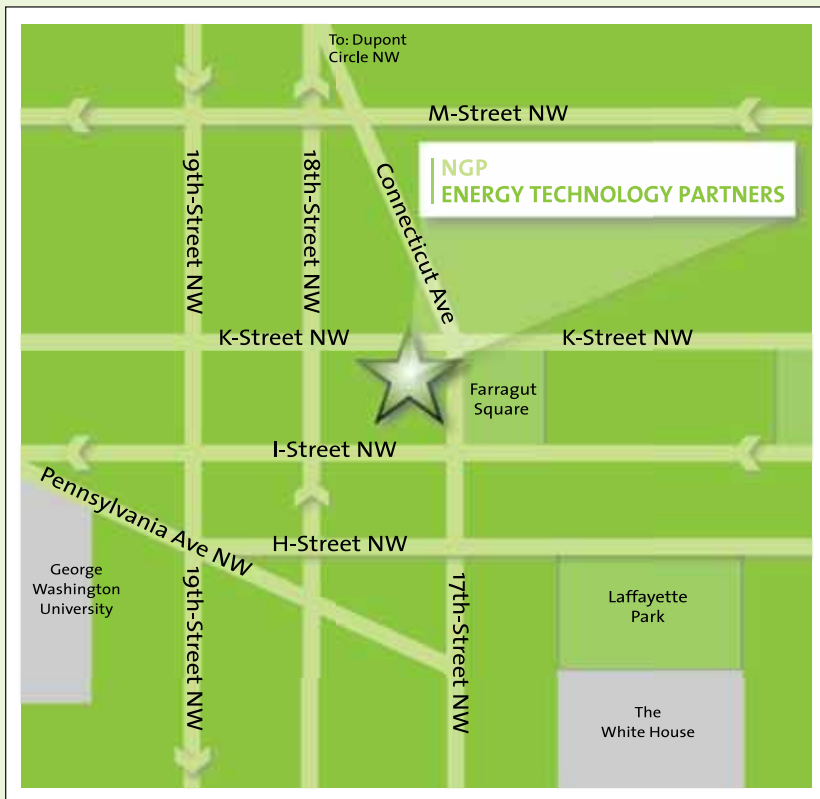 To: Dupont
Circle NW
M-Street NW
NGP
ENERGY TECHNOLOGY PARTNERS
19th-Street NW
18th-Street NW
Connecticut Ave
K-Street NW
K-Street NW
Farragut
Square
I-Street NW
Pennsylvania Ave NW
H-Street NW
George
Washington
University
19th-Street NW
17th-Street NW
Laffayette
Park
The
White House